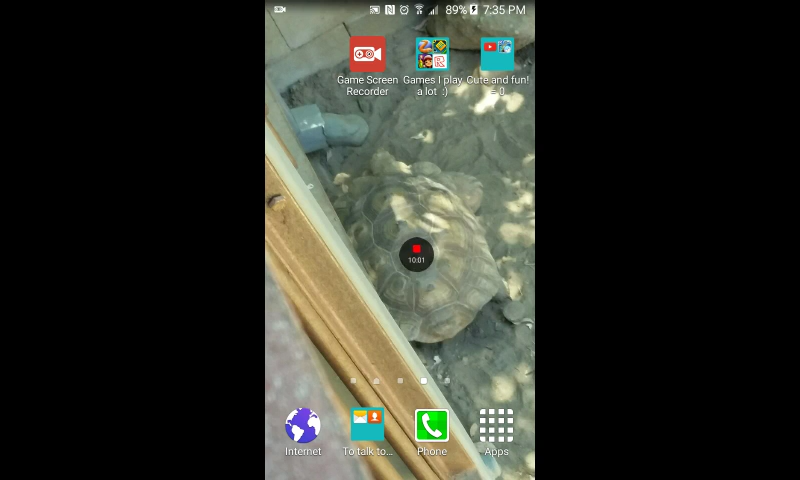 89% 7:35 PM
Game Screen Recorder
Games I play a lot :)
Cute and fun! = 0
10:01
Internet
To talk to...
Phone
Apps